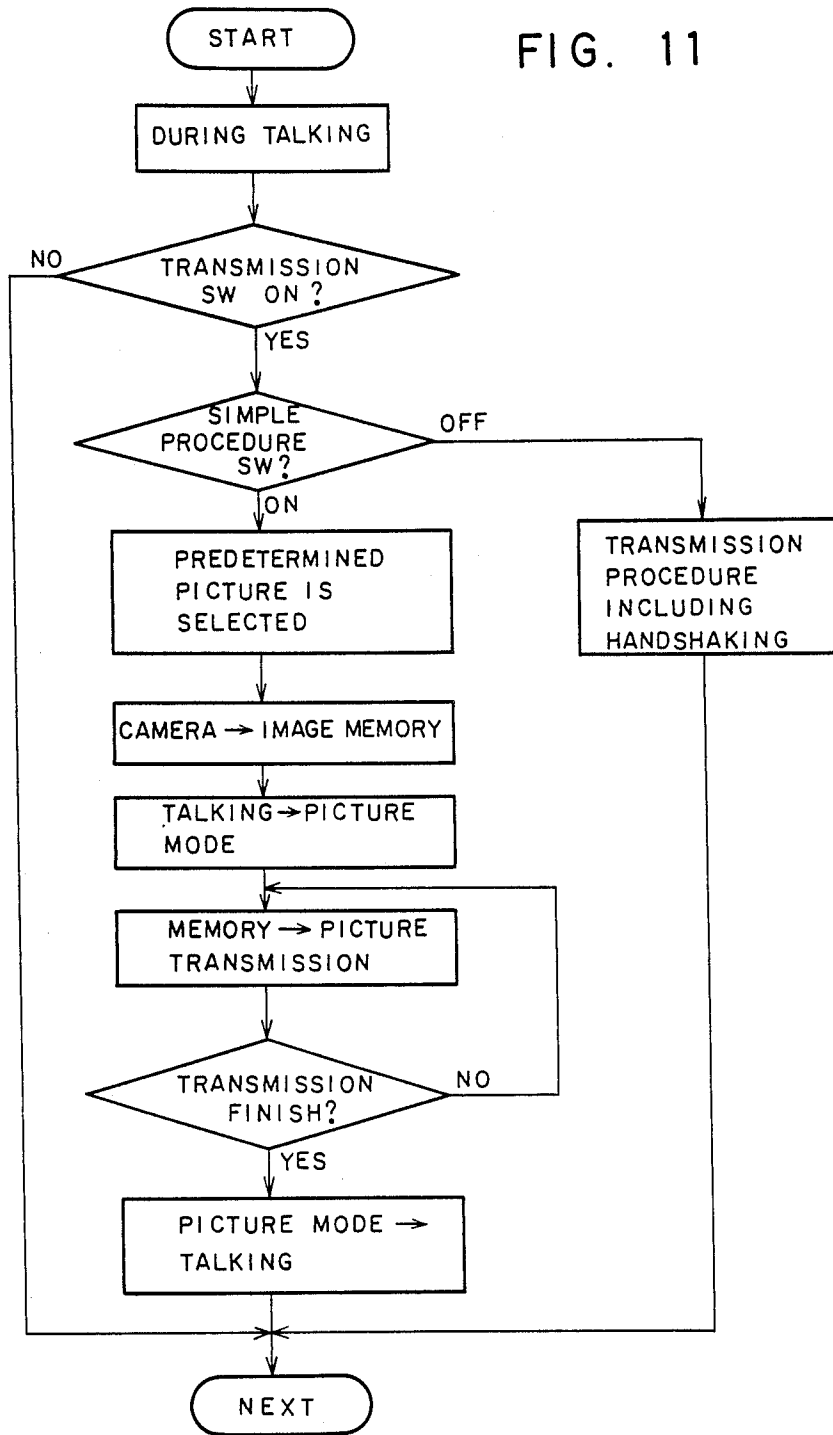 START
FIG. 11
DURING TALKING
NO
TRANSMISSION
SW ON?
YES
SIMPLE
PROCEDURE
SW?
OFF
ON
PREDETERMINED
PICTURE IS
SELECTED
TRANSMISSION
PROCEDURE
INCLUDING
HANDSHAKING
CAMERA → IMAGE MEMORY
TALKING → PICTURE
MODE
MEMORY → PICTURE
TRANSMISSION
TRANSMISSION
FINISH?
NO
YES
PICTURE MODE →
TALKING
NEXT